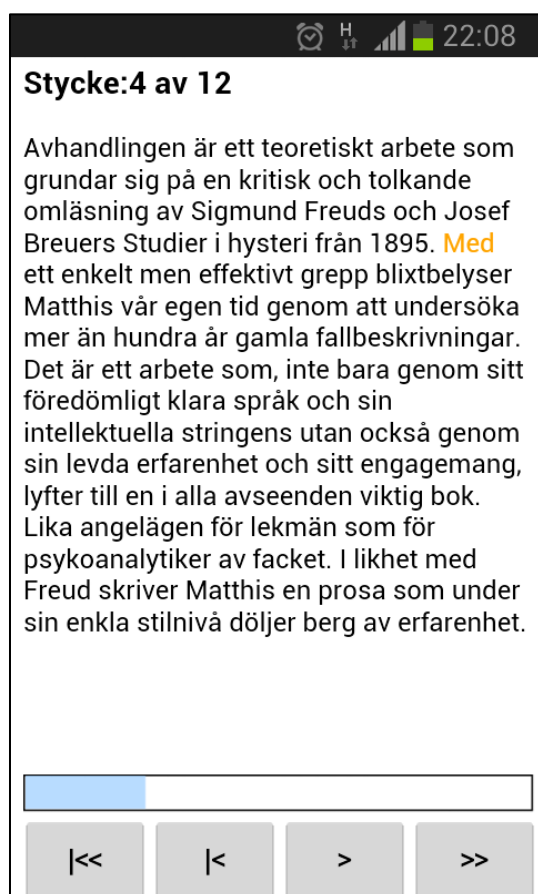 H 22:08
Stycke:4 av 12
Avhandlingen är ett teoretiskt arbete som
grundar sig på en kritisk och tolkande
omläsning av Sigmund Freuds och Josef
Breuers Studier i hysteri från 1895. Med
ett enkelt men effektivt grepp blixtbelyser
Matthis vår egen tid genom att undersöka
mer än hundra år gamla fallbeskrivningar.
Det är ett arbete som, inte bara genom sitt
föredömligt klara språk och sin
intellektuella stringens utan också genom
sin levda erfarenhet och sitt engagemang,
lyfter till en i alla avseenden viktig bok.
Lika angelägen för lekmän som för
psykoanalytiker av facket. I likhet med
Freud skriver Matthis en prosa som under
sin enkla stilnivå döljer berg av erfarenhet.
|<< |< > >>